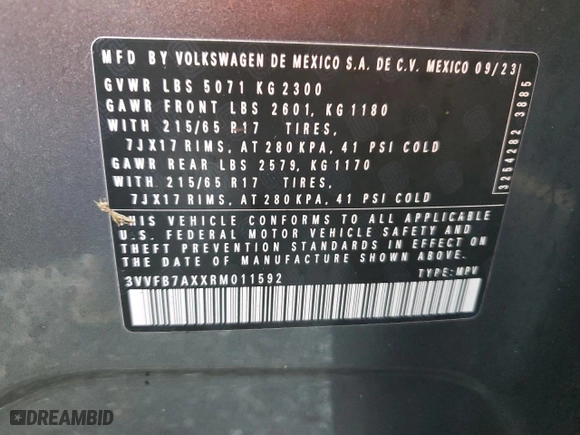 MFD BY VOLKSWAGEN DE MEXICO S.A. DE C.V. MEXICO 09/23
GVWR LBS 5071 KG 2300
GAWR FRONT LBS 2601, KG 1180
WITH 215/65 R17 TIRES,
7JX17 RIMS, AT 280 KPA, 41 PSI COLD
GAWR REAR LBS 2579, KG 1170
WITH 215/65 R17 TIRES,
7JX17 RIMS, AT 280 KPA, 41 PSI COLD
THIS VEHICLE CONFORMS TO ALL APPLICABLE
U.S. FEDERAL MOTOR VEHICLE SAFETY AND
THEFT PREVENTION STANDARDS IN EFFECT ON
THE DATE OF MANUFACTURE SHOWN ABOVE.
3VVFB7AXXRM011592 TYPE: MPV
3254282 3885
DREAMBID